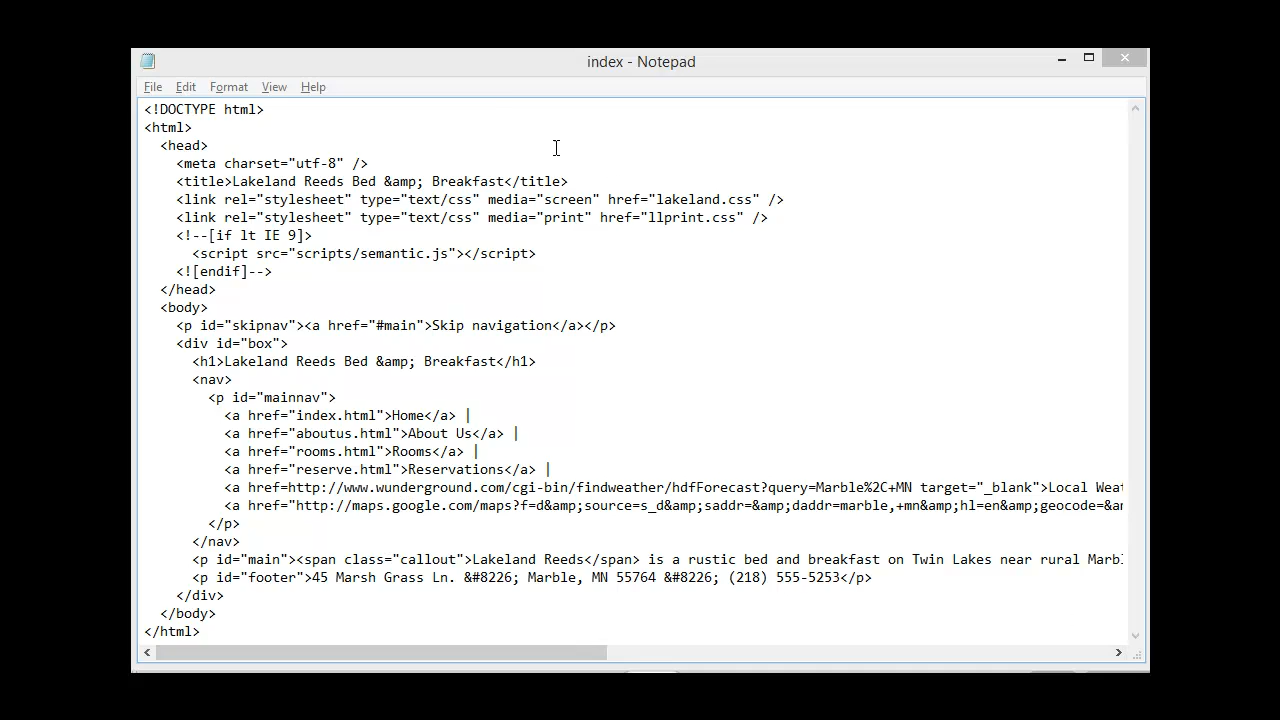 index - Notepad
File Edit Format View Help
<!DOCTYPE html>
<html>
<head>
<meta charset="utf-8" />
<title>Lakeland Reeds Bed &amp; Breakfast</title>
<link rel="stylesheet" type="text/css" media="screen" href="lakeland.css" />
<link rel="stylesheet" type="text/css" media="print" href="llprint.css" />
<!--[if lt IE 9]>
<script src="scripts/semantic.js"></script>
<![endif]-->
</head>
<body>
<p id="skipnav"><a href="#main">Skip navigation</a></p>
<div id="box">
<h1>Lakeland Reeds Bed &amp; Breakfast</h1>
<nav>
<p id="mainnav">
<a href="index.html">Home</a> |
<a href="aboutus.html">About Us</a> |
<a href="rooms.html">Rooms</a> |
<a href="reserve.html">Reservations</a> |
<a href=http://www.wunderground.com/cgi-bin/findweather/hdfForecast?query=Marble%2C+MN target="_blank">Local Weat
<a href="http://maps.google.com/maps?f=d&amp;source=s_d&amp;saddr=&amp;daddr=marble,+mn&amp;hl=en&amp;geocode=&am
</p>
</nav>
<p id="main"><span class="callout">Lakeland Reeds</span> is a rustic bed and breakfast on Twin Lakes near rural Marbl
<p id="footer">45 Marsh Grass Ln. &#8226; Marble, MN 55764 &#8226; (218) 555-5253</p>
</div>
</body>
</html>